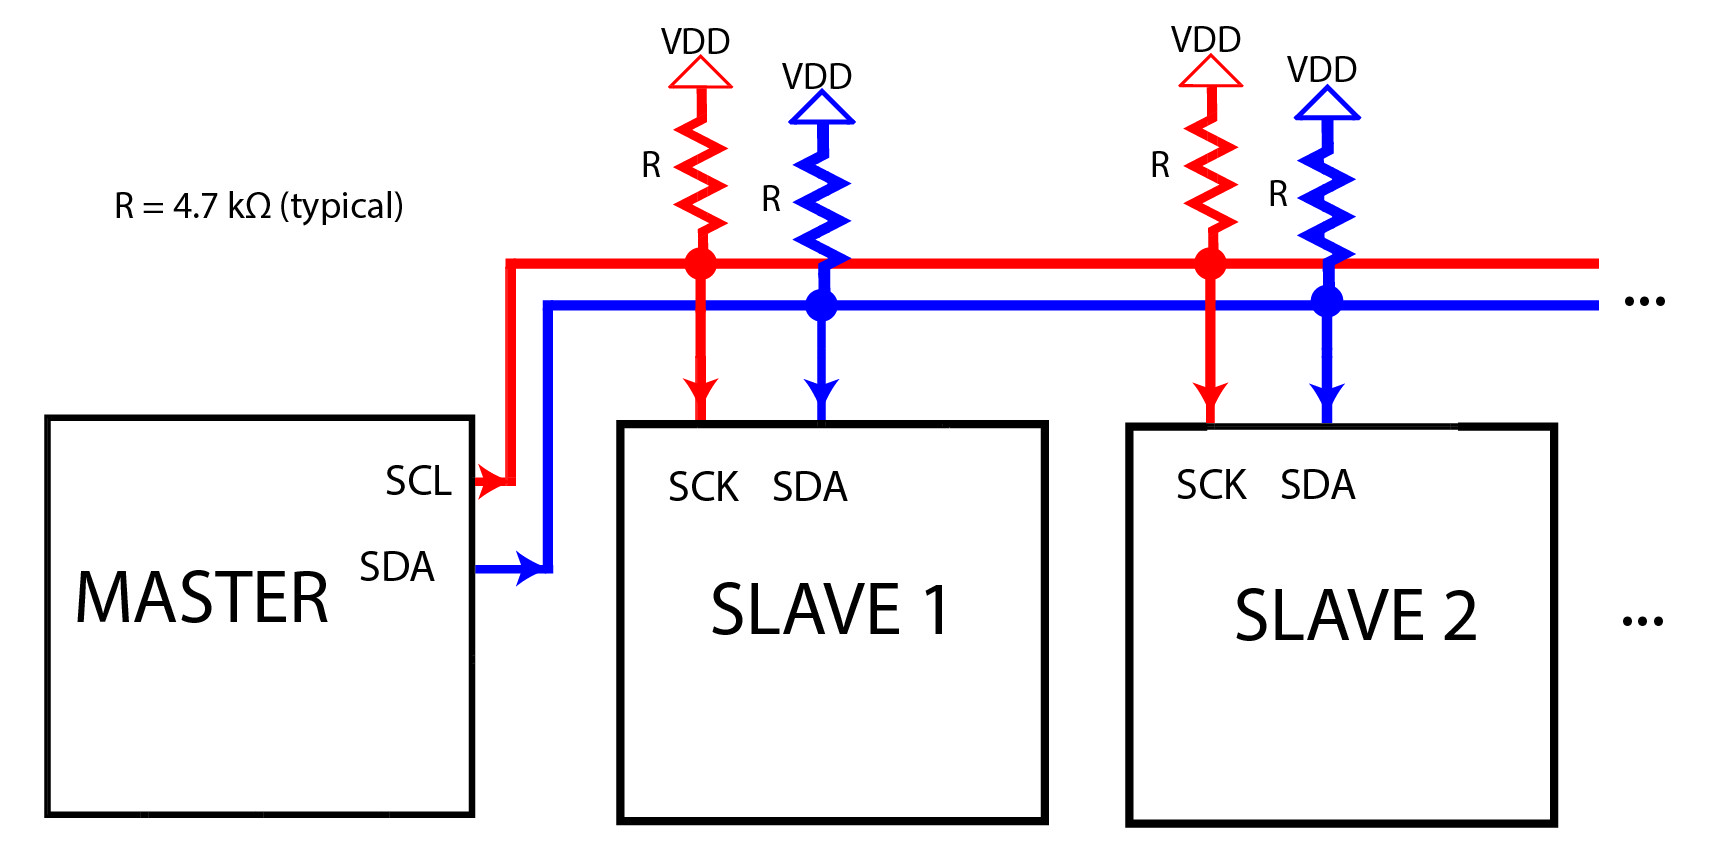 VDD
VDD
VDD
VDD
R
R
R
R
R = 4.7 kΩ (typical)
...
SCL
SDA
MASTER
SCK SDA
SLAVE 1
SCK SDA
SLAVE 2
...